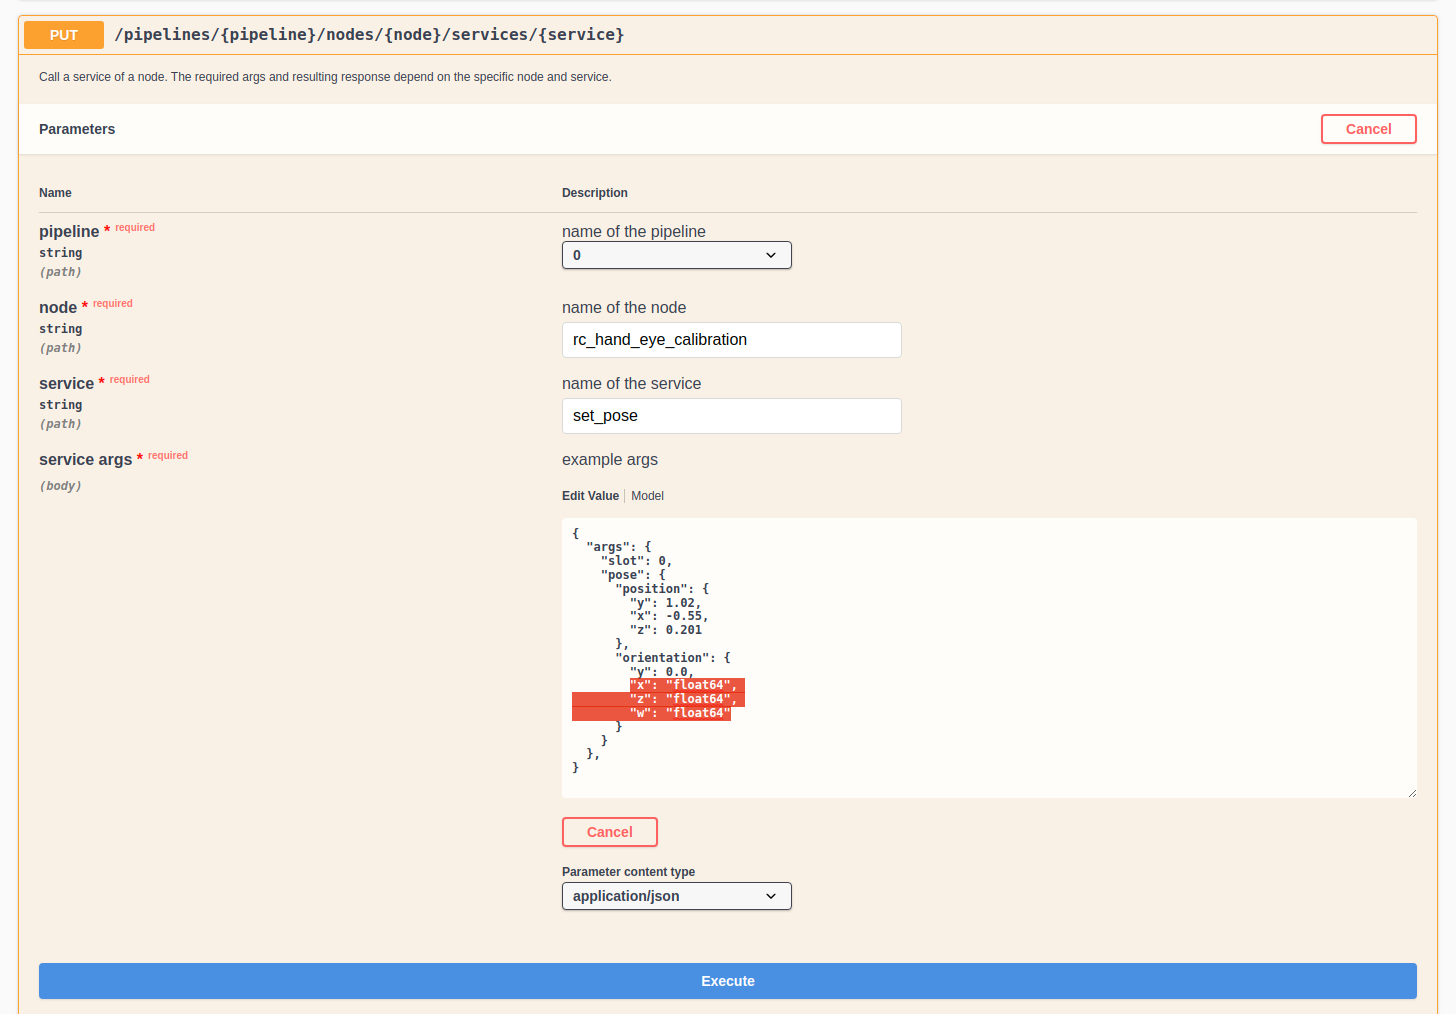 PUT /pipelines/{pipeline}/nodes/{node}/services/{service}
Call a service of a node. The required args and resulting response depend on the specific node and service.
Parameters
Cancel
Name Description
pipeline * required
string
(path)
name of the pipeline
0
node * required
string
(path)
name of the node
rc_hand_eye_calibration
service * required
string
(path)
name of the service
set_pose
service args * required
(body)
example args
Edit Value | Model
{
  "args": {
    "slot": 0,
    "pose": {
      "position": {
        "y": 1.02,
        "x": -0.55,
        "z": 0.201
      },
      "orientation": {
        "y": 0.0,
        "x": "float64",
        "z": "float64",
        "w": "float64"
      }
    }
  },
}
Cancel
Parameter content type
application/json
Execute